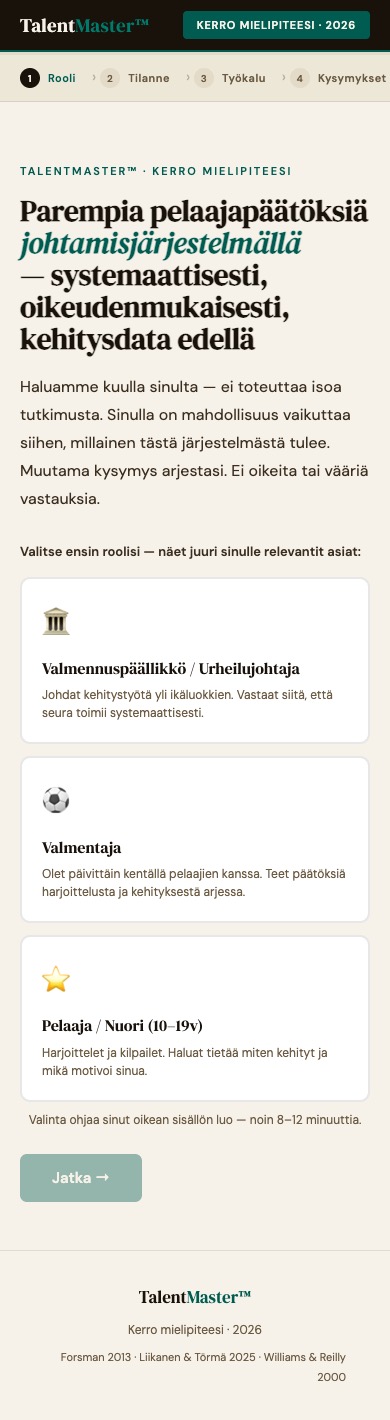 TalentMaster™
KERRO MIELIPITEESI · 2026
1 Rooli › 2 Tilanne › 3 Työkalu › 4 Kysymykset
TALENTMASTER™ · KERRO MIELIPITEESI
Parempia pelaajapäätöksiä
johtamisjärjestelmällä
— systemaattisesti,
oikeudenmukaisesti,
kehitysdata edellä
Haluamme kuulla sinulta — ei toteuttaa isoa
tutkimusta. Sinulla on mahdollisuus vaikuttaa
siihen, millainen tästä järjestelmästä tulee.
Muutama kysymys arjestasi. Ei oikeita tai vääriä
vastauksia.
Valitse ensin roolisi — näet juuri sinulle relevantit asiat:
Valmennuspäällikkö / Urheilujohtaja
Johdat kehitystyötä yli ikäluokkien. Vastaat siitä, että
seura toimii systemaattisesti.
Valmentaja
Olet päivittäin kentällä pelaajien kanssa. Teet päätöksiä
harjoittelusta ja kehityksestä arjessa.
Pelaaja / Nuori (10–19v)
Harjoittelet ja kilpailet. Haluat tietää miten kehityt ja
mikä motivoi sinua.
Valinta ohjaa sinut oikean sisällön luo — noin 8–12 minuuttia.
Jatka →
TalentMaster™
Kerro mielipiteesi · 2026
Forsman 2013 · Liikanen & Törmä 2025 · Williams & Reilly
2000